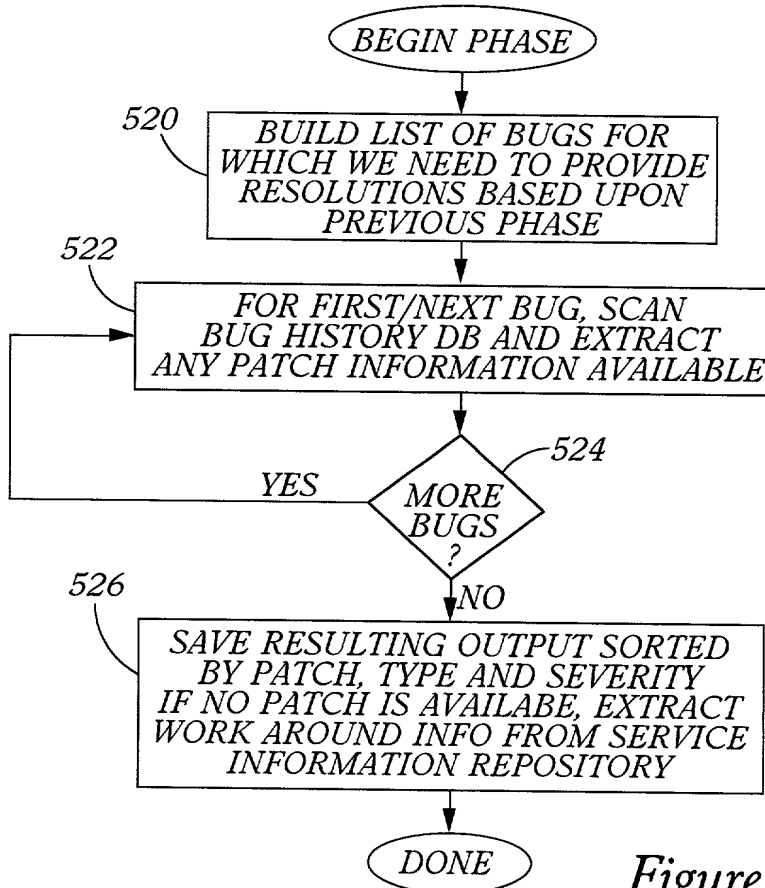 BEGIN PHASE
520
BUILD LIST OF BUGS FOR
WHICH WE NEED TO PROVIDE
RESOLUTIONS BASED UPON
PREVIOUS PHASE
522
FOR FIRST/NEXT BUG, SCAN
BUG HISTORY DB AND EXTRACT
ANY PATCH INFORMATION AVAILABLE
524
YES
MORE
BUGS
?
NO
526
SAVE RESULTING OUTPUT SORTED
BY PATCH, TYPE AND SEVERITY
IF NO PATCH IS AVAILABE, EXTRACT
WORK AROUND INFO FROM SERVICE
INFORMATION REPOSITORY
DONE
Figure